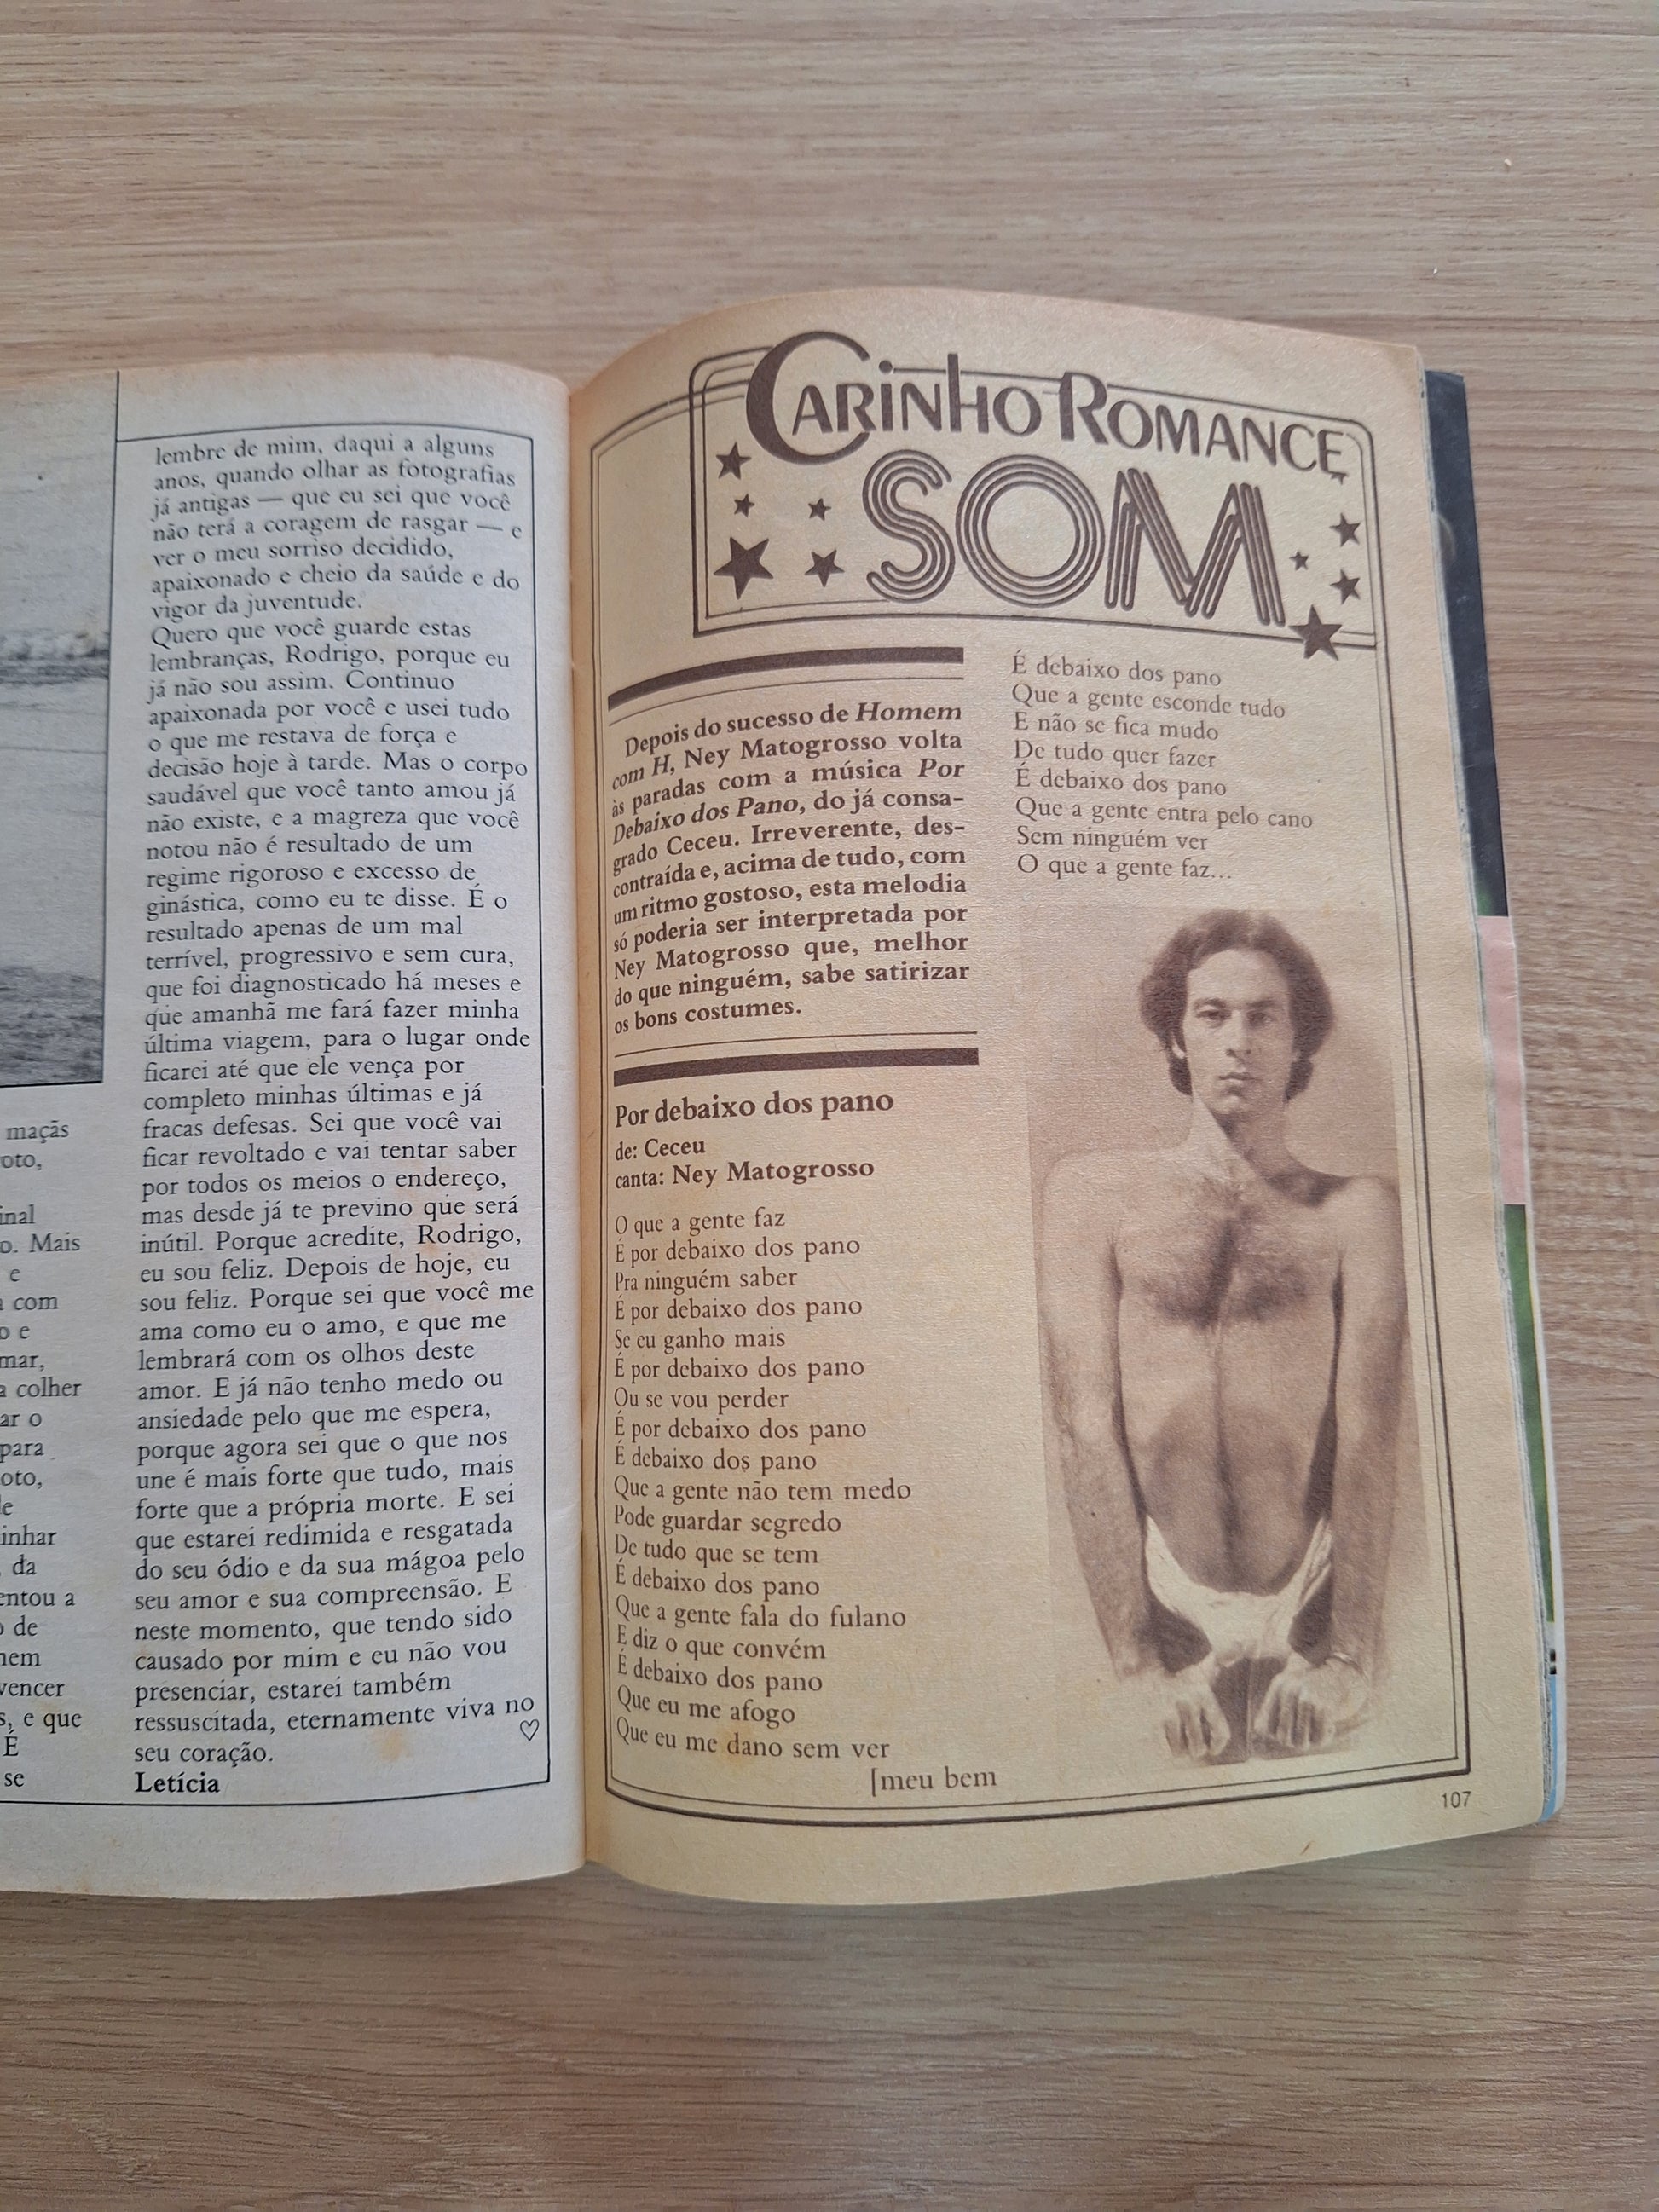 maçãs
oto,
inal
o. Mais
e
com
o e
mar,
a colher
ar o
para
oto,
inhar
da
entou a
de
vencer
s, e que
É
se
lembre de mim, daqui a alguns
anos, quando olhar as fotografias
já antigas — que eu sei que você
não terá a coragem de rasgar — e
ver o meu sorriso decidido,
apaixonado e cheio da saúde e do
vigor da juventude.
Quero que você guarde estas
lembranças, Rodrigo, porque eu
já não sou assim. Continuo
apaixonada por você e usei tudo
o que me restava de força e
decisão hoje à tarde. Mas o corpo
saudável que você tanto amou já
não existe, e a magreza que você
notou não é resultado de um
regime rigoroso e excesso de
ginástica, como eu te disse. É o
resultado apenas de um mal
terrível, progressivo e sem cura,
que foi diagnosticado há meses e
que amanhã me fará fazer minha
última viagem, para o lugar onde
ficarei até que ele vença por
completo minhas últimas e já
fracas defesas. Sei que você vai
ficar revoltado e vai tentar saber
por todos os meios o endereço,
mas desde já te previno que será
inútil. Porque acredite, Rodrigo,
eu sou feliz. Depois de hoje, eu
sou feliz. Porque sei que você me
ama como eu o amo, e que me
lembrará com os olhos deste
amor. E já não tenho medo ou
ansiedade pelo que me espera,
porque agora sei que o que nos
une é mais forte que tudo, mais
forte que a própria morte. E sei
que estarei redimida e resgatada
do seu ódio e da sua mágoa pelo
seu amor e sua compreensão. E
neste momento, que tendo sido
causado por mim e eu não vou
presenciar, estarei também
ressuscitada, eternamente viva no
seu coração.
Letícia
CARINHO ROMANCE
SOM
Depois do sucesso de Homem
com H, Ney Matogrosso volta
às paradas com a música Por
Debaixo dos Pano, do já consa-
grado Ceceu. Irreverente, des-
contraída e, acima de tudo, com
um ritmo gostoso, esta melodia
só poderia ser interpretada por
Ney Matogrosso que, melhor
do que ninguém, sabe satirizar
os bons costumes.
Por debaixo dos pano
de: Ceceu
canta: Ney Matogrosso
O que a gente faz
É por debaixo dos pano
Pra ninguém saber
É por debaixo dos pano
Se eu ganho mais
É por debaixo dos pano
Ou se vou perder
É por debaixo dos pano
É debaixo dos pano
Que a gente não tem medo
Pode guardar segredo
De tudo que se tem
É debaixo dos pano
Que a gente fala do fulano
E diz o que convém
É debaixo dos pano
Que eu me afogo
Que eu me dano sem ver
[meu bem
É debaixo dos pano
Que a gente esconde tudo
E não se fica mudo
De tudo quer fazer
É debaixo dos pano
Que a gente entra pelo cano
Sem ninguém ver
O que a gente faz...
107